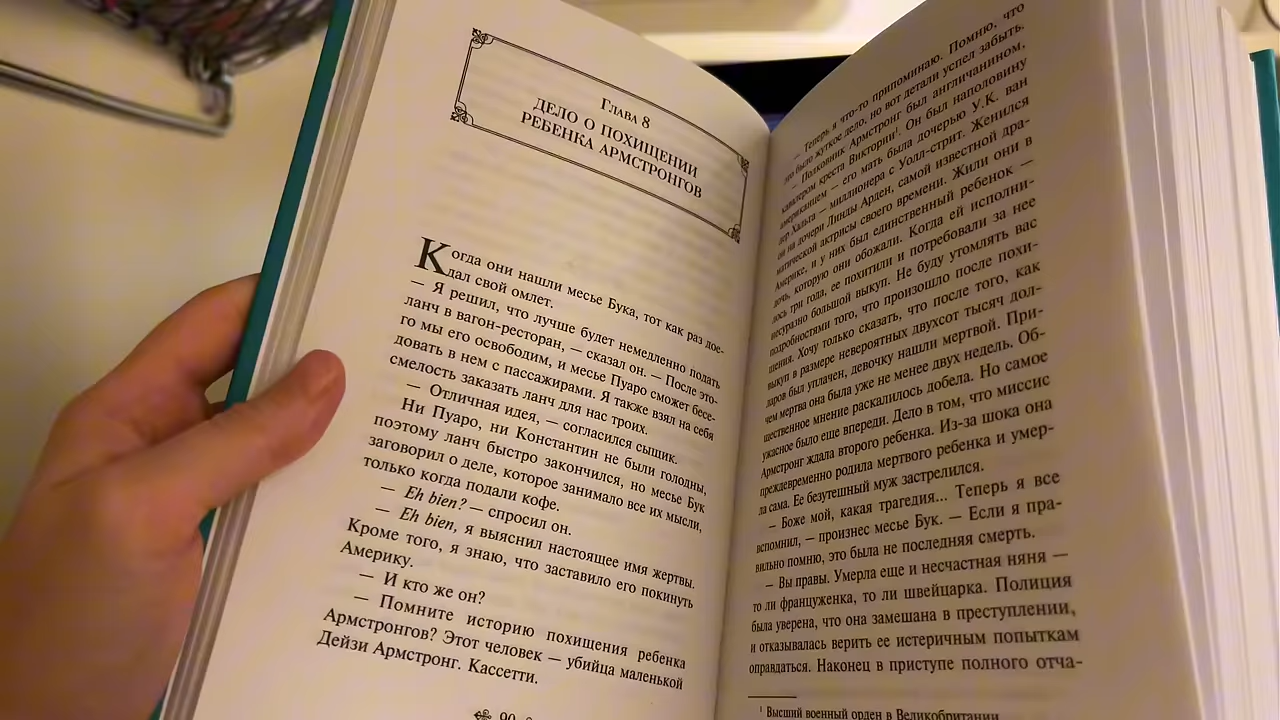 Глава 8
ДЕЛО О ПОХИЩЕНИИ
РЕБЕНКА АРМСТРОНГОВ
Когда они нашли месье Бука, тот как раз дое-
дал свой омлет.
— Я решил, что лучше будет немедленно подать
ланч в вагон-ресторан, — сказал он. — После это-
го мы его освободим, и месье Пуаро сможет бесе-
довать в нем с пассажирами. Я также взял на себя
смелость заказать ланч для нас троих.
— Отличная идея, — согласился сыщик.
Ни Пуаро, ни Константин не были голодны,
поэтому ланч быстро закончился, но месье Бук
заговорил о деле, которое занимало все их мысли,
только когда подали кофе.
— Eh bien? — спросил он.
— Eh bien, я выяснил настоящее имя жертвы.
Кроме того, я знаю, что заставило его покинуть
Америку.
— И кто же он?
— Помните историю похищения ребенка
Армстронгов? Этот человек — убийца маленькой
Дейзи Армстронг. Кассетти.
90
— Теперь я что-то припоминаю. Помню, что
это было жуткое дело, но вот детали успел забыть.
— Полковник Армстронг был англичанином,
кавалером креста Виктории¹. Он был наполовину
американцем — его мать была дочерью У.К. ван
дер Хальта — миллионера с Уолл-стрит. Женился
он на дочери Линды Арден, самой известной дра-
матической актрисы своего времени. Жили они в
Америке, и у них был единственный ребенок —
дочь, которую они обожали. Когда ей исполни-
лось три года, ее похитили и потребовали за нее
несуразно большой выкуп. Не буду утомлять вас
подробностями того, что произошло после похи-
щения. Хочу только сказать, что после того, как
выкуп в размере невероятных двухсот тысяч дол-
ларов был уплачен, девочку нашли мертвой. При-
чем мертва она была уже не менее двух недель. Об-
щественное мнение раскалилось добела. Но самое
ужасное было еще впереди. Дело в том, что миссис
Армстронг ждала второго ребенка. Из-за шока она
преждевременно родила мертвого ребенка и умер-
ла сама. Ее безутешный муж застрелился.
— Боже мой, какая трагедия... Теперь я все
вспомнил, — произнес месье Бук. — Если я пра-
вильно помню, это была не последняя смерть.
— Вы правы. Умерла еще и несчастная няня —
то ли француженка, то ли швейцарка. Полиция
была уверена, что она замешана в преступлении,
и отказывалась верить ее истеричным попыткам
оправдаться. Наконец в приступе полного отча-
¹ Высший военный орден в Великобритании.